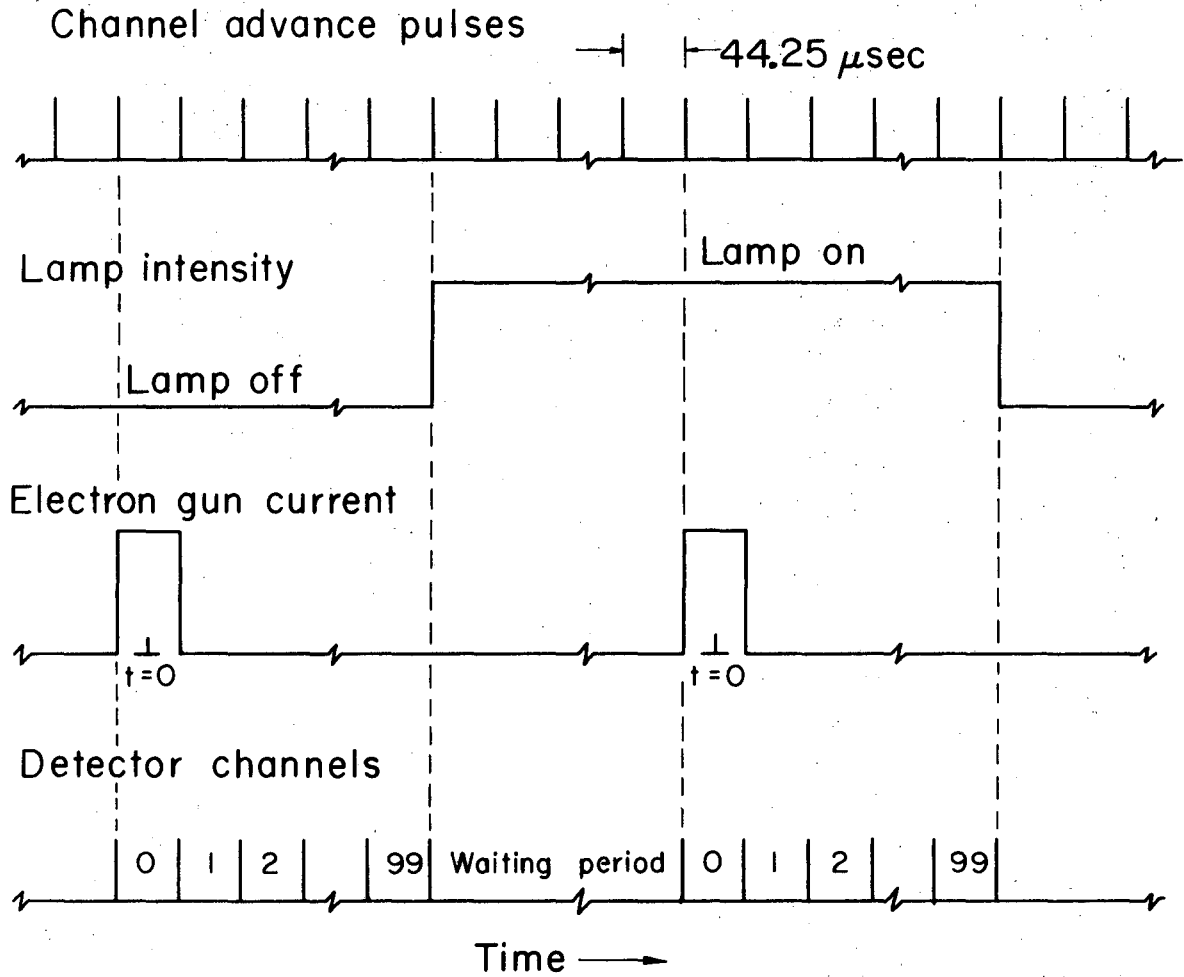 Channel advance pulses
44.25 μsec
Lamp intensity
Lamp on
Lamp off
Electron gun current
t=0 t=0
Detector channels
0 1 2 99 Waiting period 0 1 2 99
Time